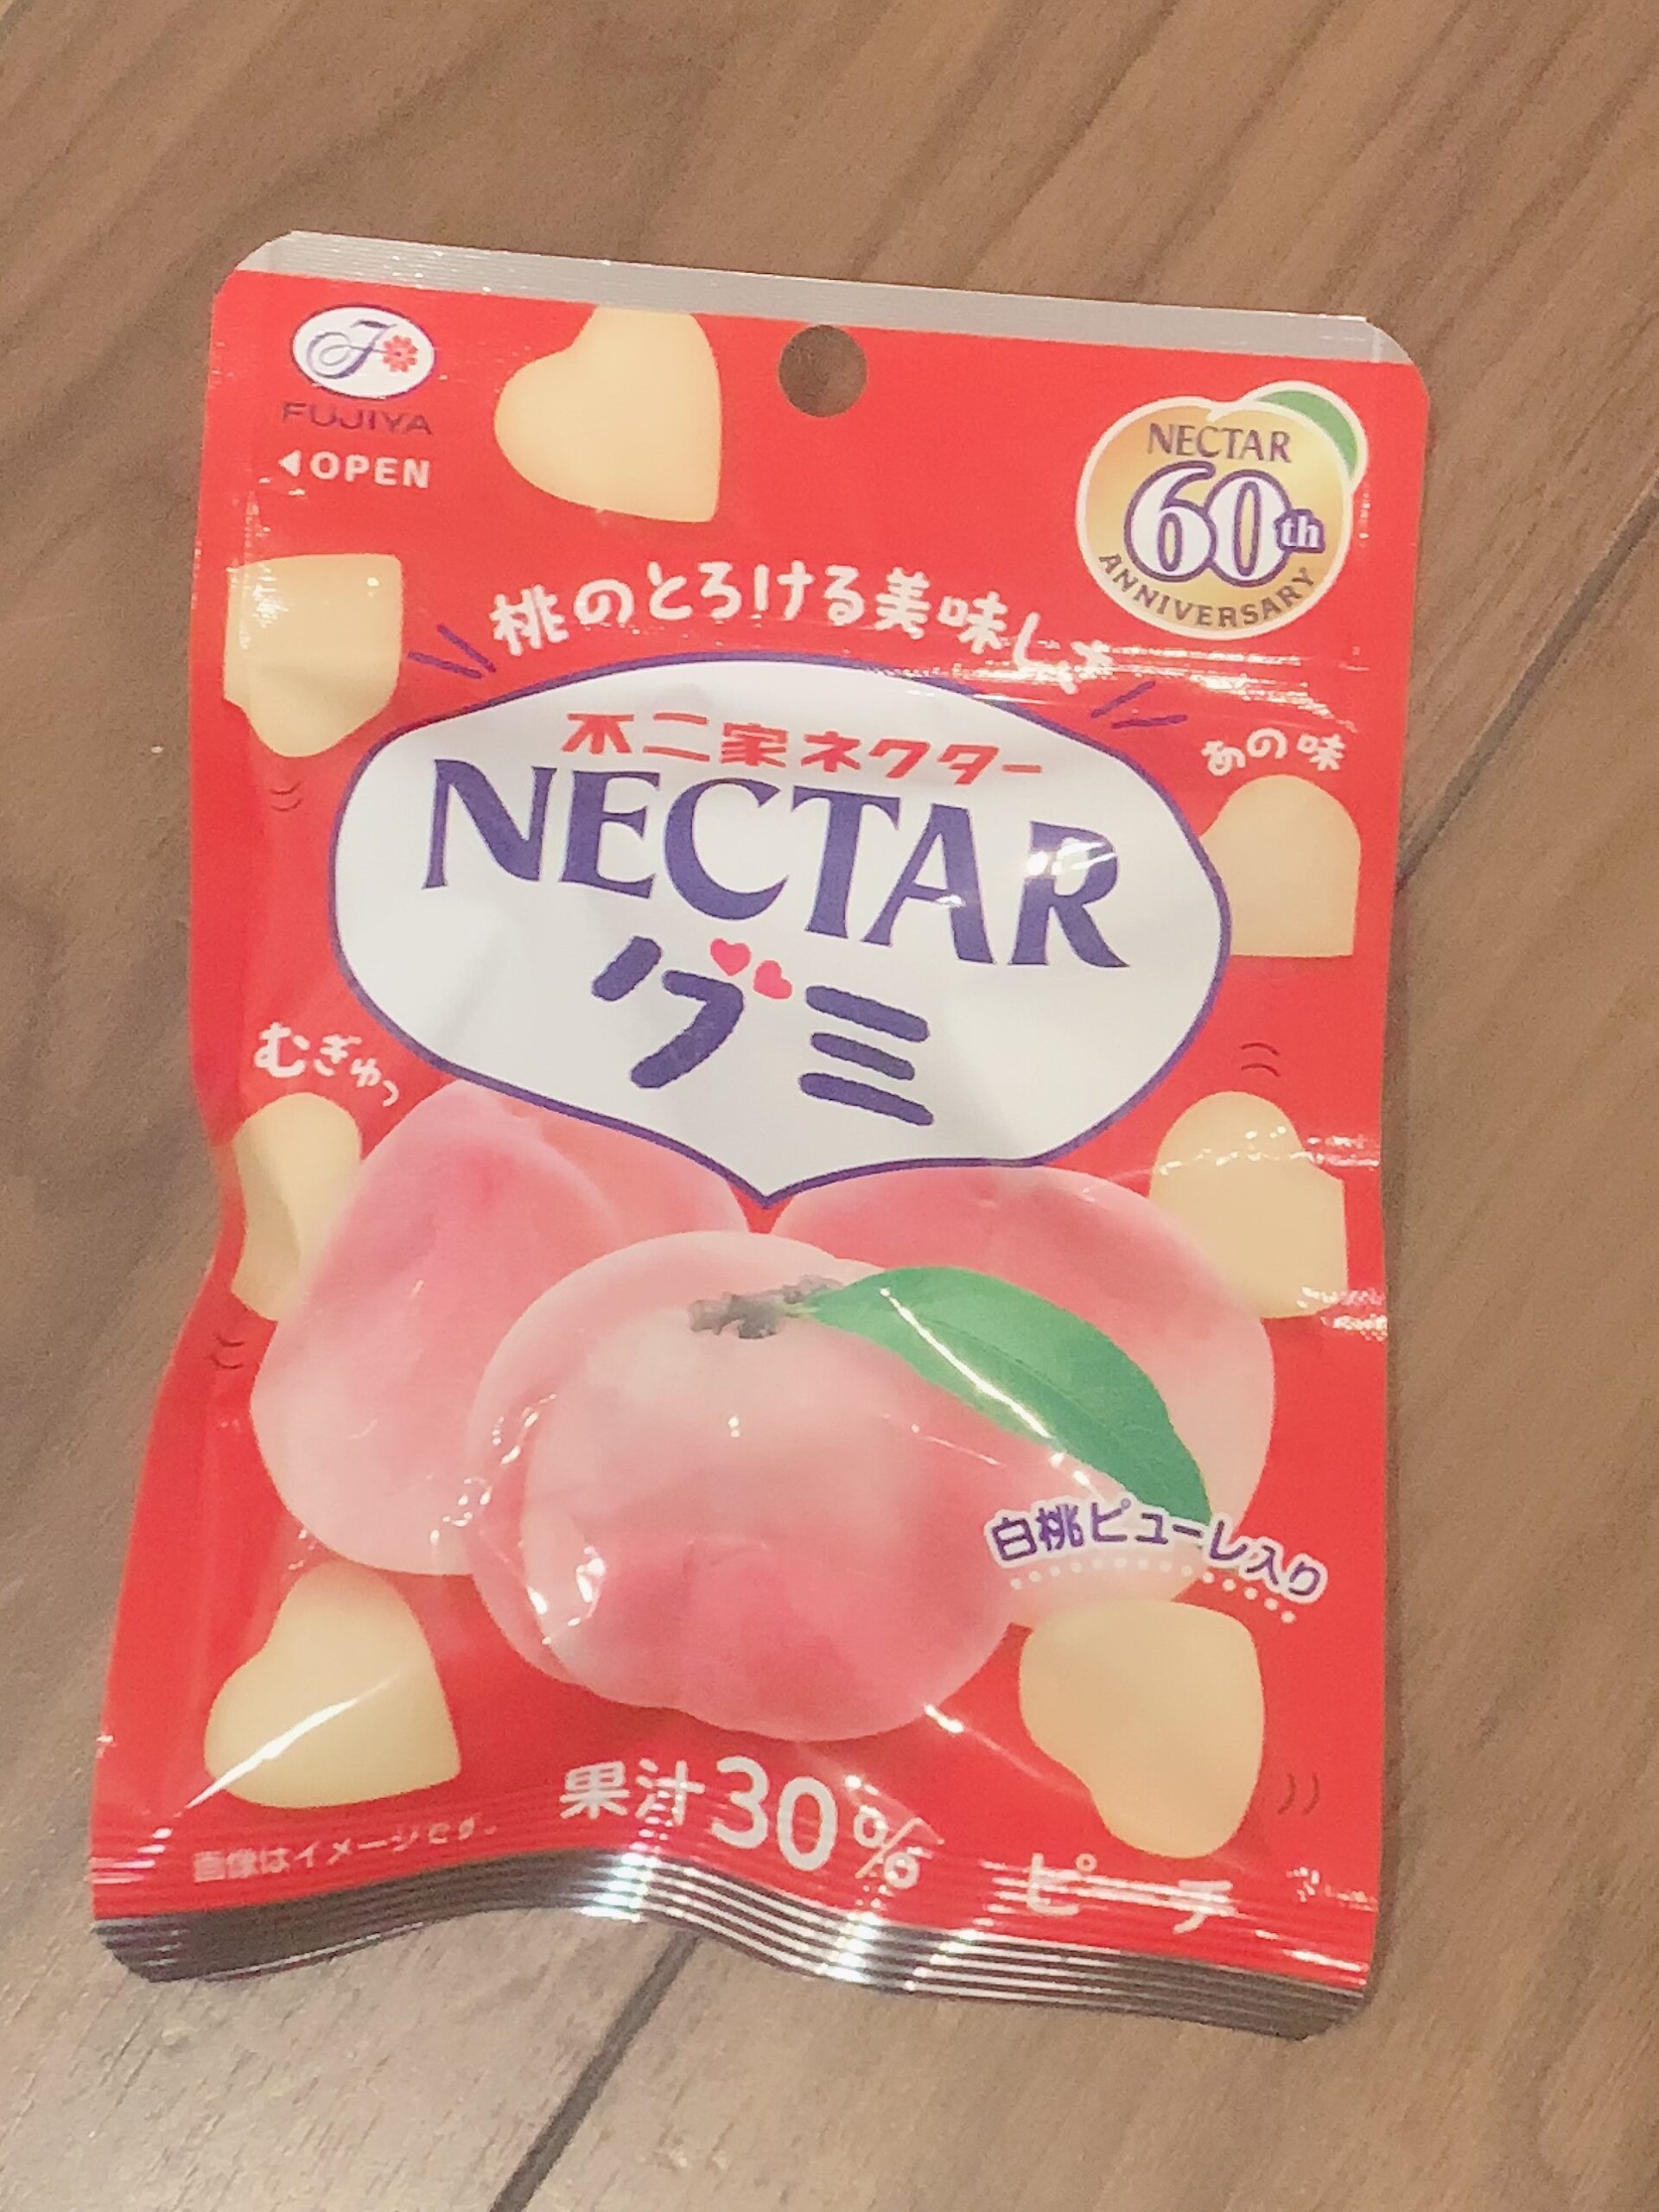 FUJIYA
◀OPEN
NECTAR
60th
ANNIVERSARY
桃のとろける美味しさ
あの味
不二家ネクター
NECTAR
グミ
むぎゅっ
白桃ピューレ入り
果汁30%
画像はイメージです。
ピーチ